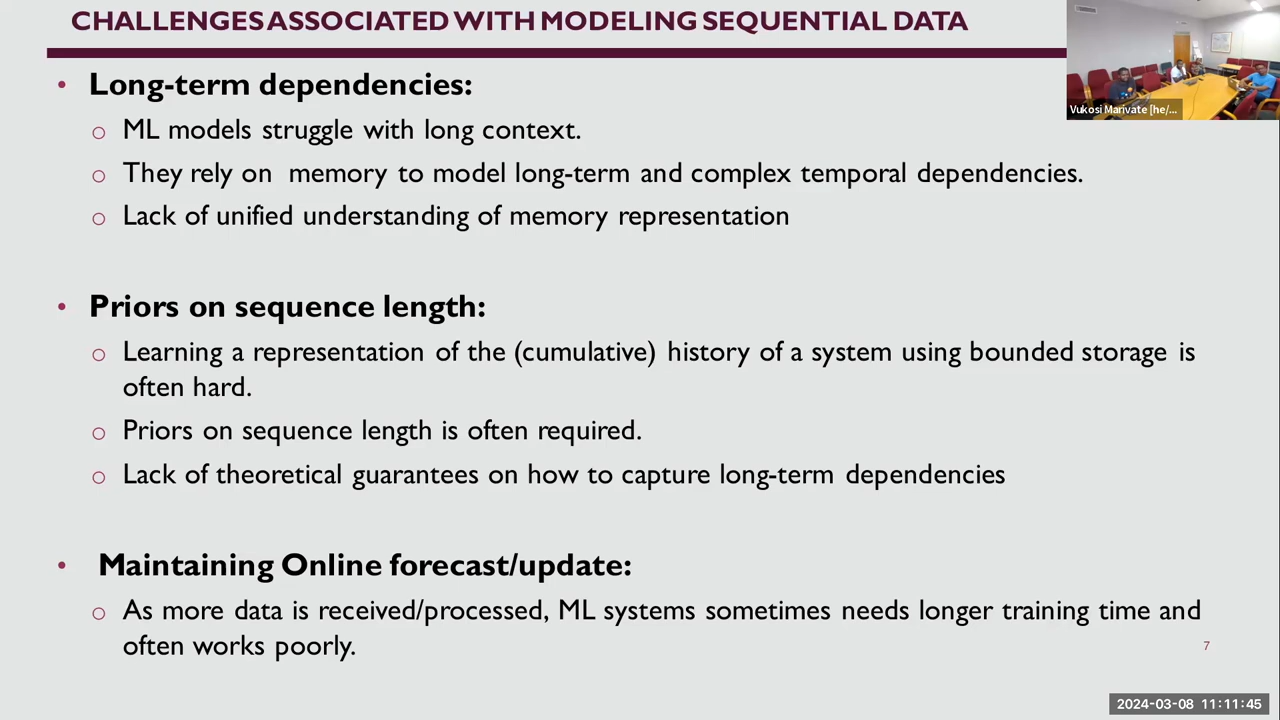 CHALLENGES ASSOCIATED WITH MODELING SEQUENTIAL DATA
Vukosi Marivate [he/...
• Long-term dependencies:
○ ML models struggle with long context.
○ They rely on memory to model long-term and complex temporal dependencies.
○ Lack of unified understanding of memory representation
• Priors on sequence length:
○ Learning a representation of the (cumulative) history of a system using bounded storage is
often hard.
○ Priors on sequence length is often required.
○ Lack of theoretical guarantees on how to capture long-term dependencies
• Maintaining Online forecast/update:
○ As more data is received/processed, ML systems sometimes needs longer training time and
often works poorly.
7
2024-03-08 11:11:45